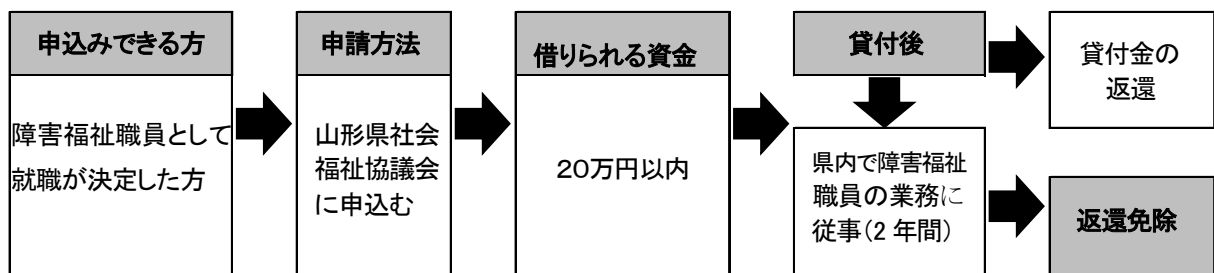 申込みできる方
障害福祉職員として
就職が決定した方
申請方法
山形県社会
福祉協議会
に申込む
借りられる資金
20万円以内
貸付後
県内で障害福祉
職員の業務に
従事(2 年間)
貸付金の
返還
返還免除